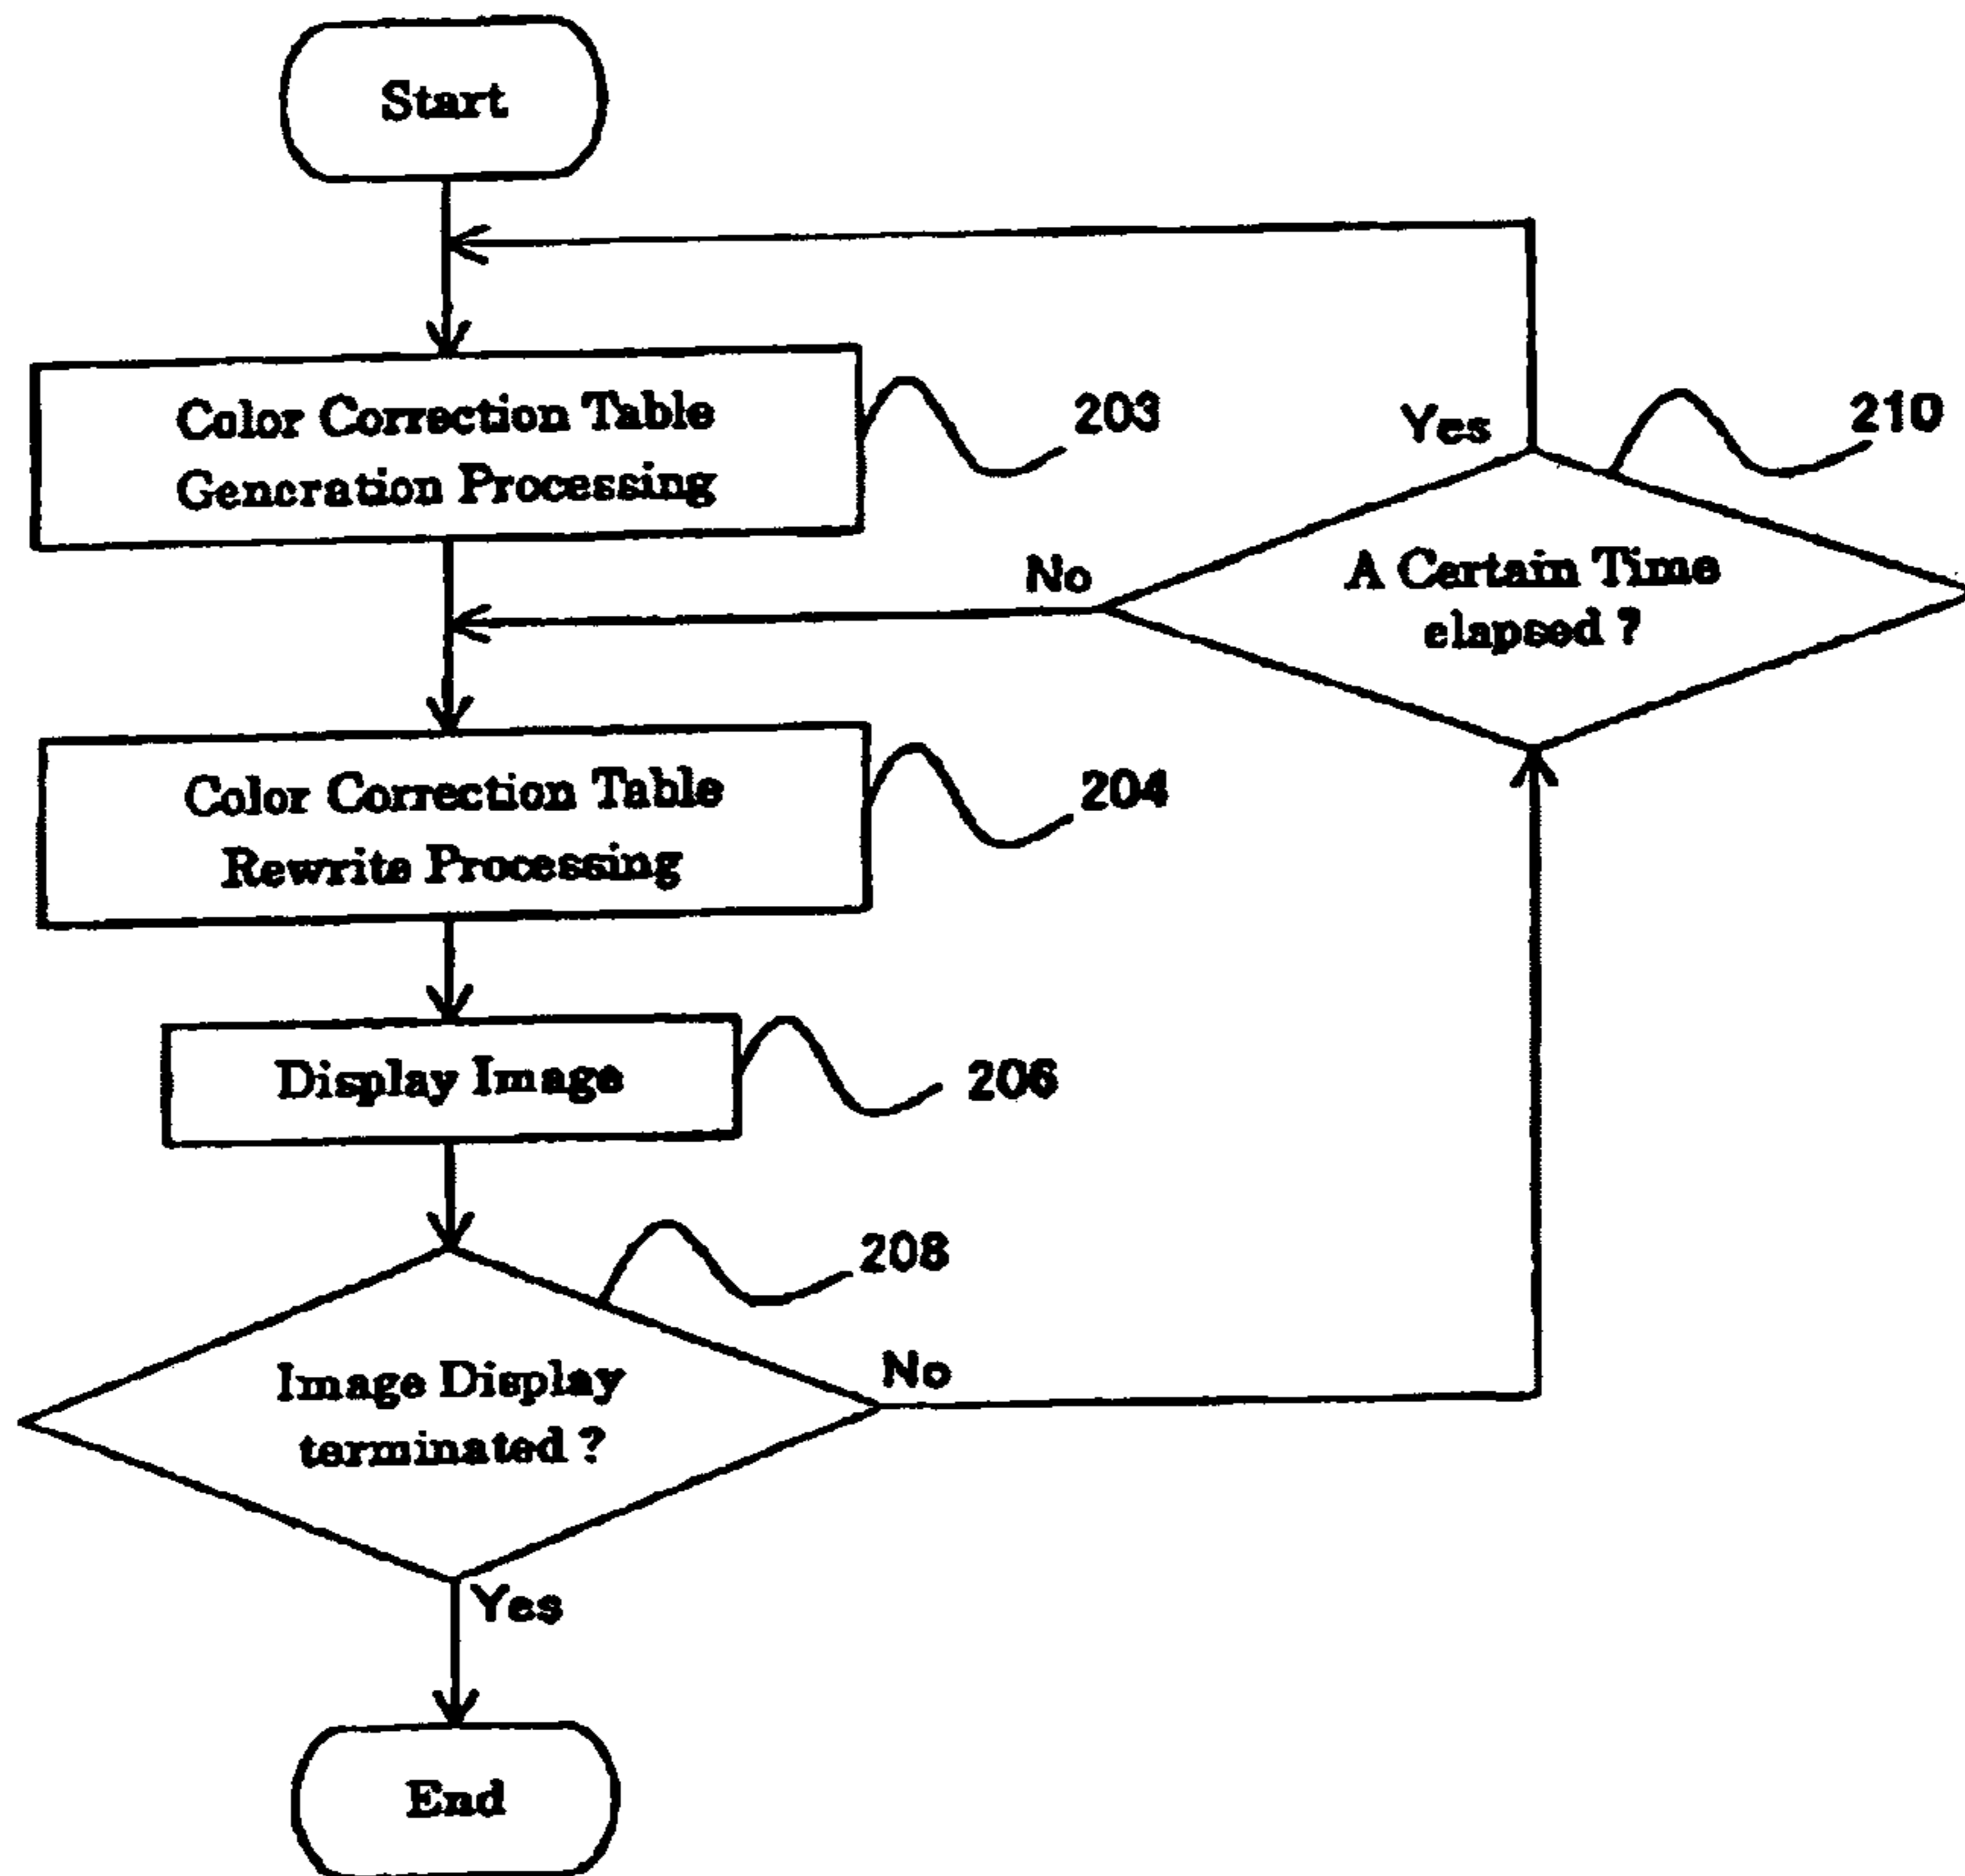 Start
Color Correction Table
Generation Processing
203
Yes
210
No
A Certain Time
elapsed ?
Color Correction Table
Rewrite Processing
204
Display Image
206
208
Image Display
terminated ?
No
Yes
End